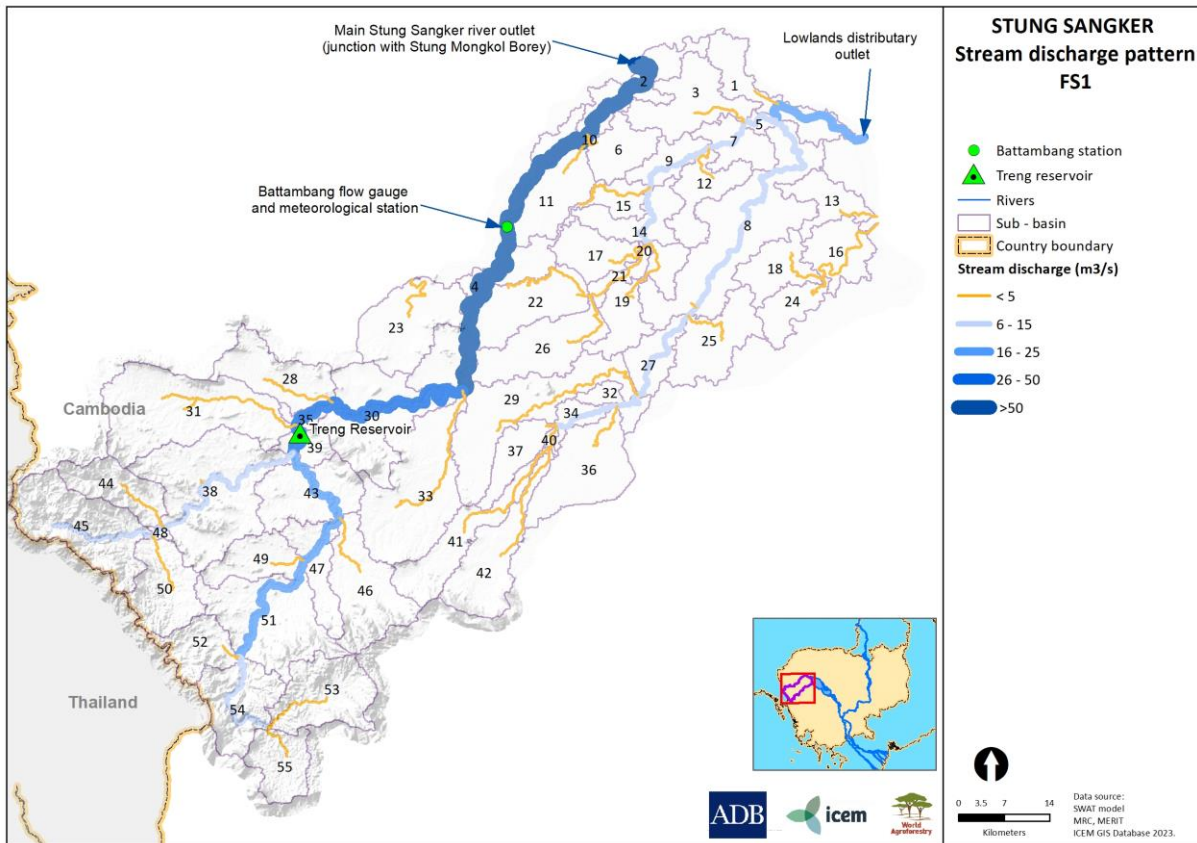 STUNG SANGKER
Stream discharge pattern
FS1
Main Stung Sangker river outlet
(junction with Stung Mongkol Borey)
Lowlands distributary
outlet
Battambang flow gauge
and meteorological station
Battambang station
Treng reservoir
Rivers
Sub - basin
Country boundary
Stream discharge (m3/s)
< 5
6 - 15
16 - 25
26 - 50
>50
2
3
1
5
10
6
7
9
12
11
15
8
13
14
16
17
20
18
21
4
22
19
24
23
26
25
27
28
29
32
31
30
34
35
Cambodia
Treng Reservoir
40
39
37
36
44
38
43
33
45
48
41
49
47
42
50
46
51
52
53
Thailand
54
55
ADB
icem
World
Agroforestry
0 3.5 7 14
Kilometers
Data source:
SWAT model
MRC, MERIT
ICEM GIS Database 2023.